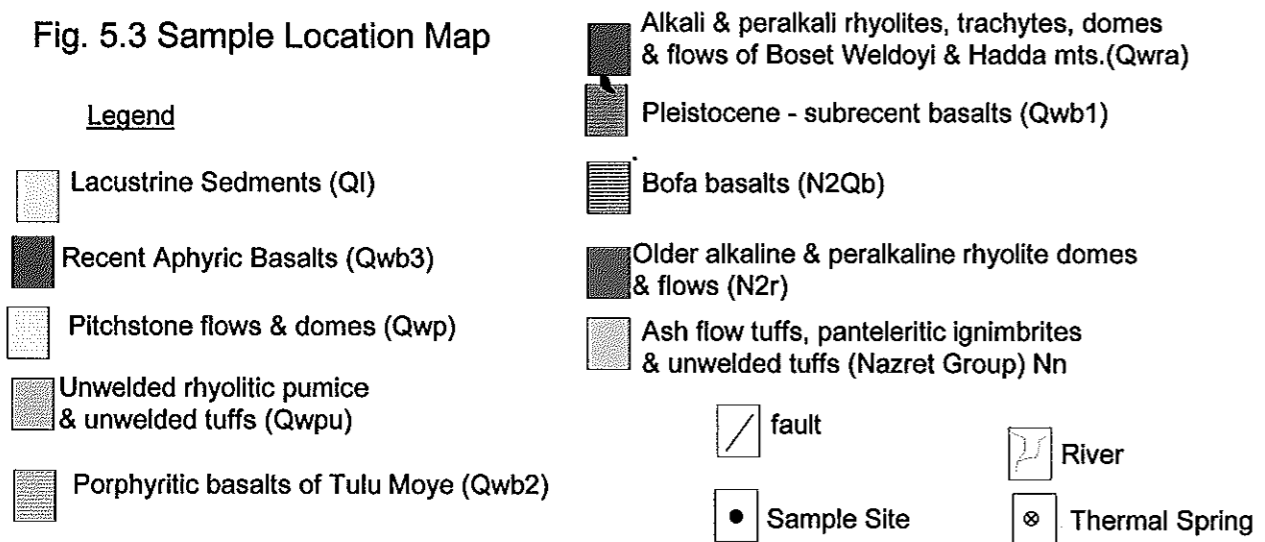 Fig. 5.3 Sample Location Map
Legend
Lacustrine Sediments (Ql)
Recent Aphyric Basalts (Qwb3)
Pitchstone flows & domes (Qwp)
Unwelded rhyolitic pumice
& unwelded tuffs (Qwpu)
Porphyritic basalts of Tulu Moye (Qwb2)
Alkali & peralkali rhyolites, trachytes, domes
& flows of Boset Weldoyi & Hadda mts.(Qwra)
Pleistocene - subrecent basalts (Qwb1)
Bofa basalts (N2Qb)
Older alkaline & peralkaline rhyolite domes
& flows (N2r)
Ash flow tuffs, panteleritic ignimbrites
& unwelded tuffs (Nazret Group) Nn
fault
River
Sample Site
Thermal Spring